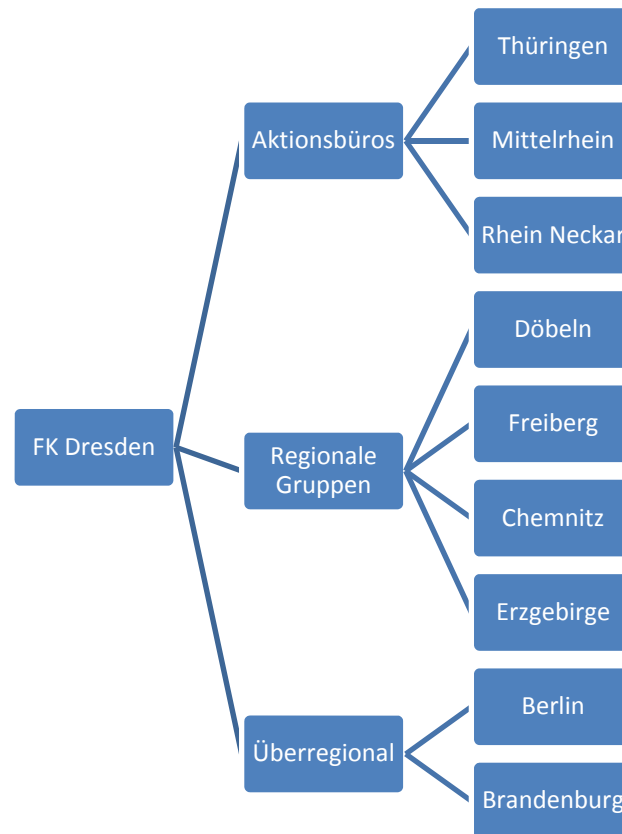 FK Dresden
Aktionsbüros
Thüringen
Mittelrhein
Rhein Neckar
Regionale
Gruppen
Döbeln
Freiberg
Chemnitz
Erzgebirge
Überregional
Berlin
Brandenburg